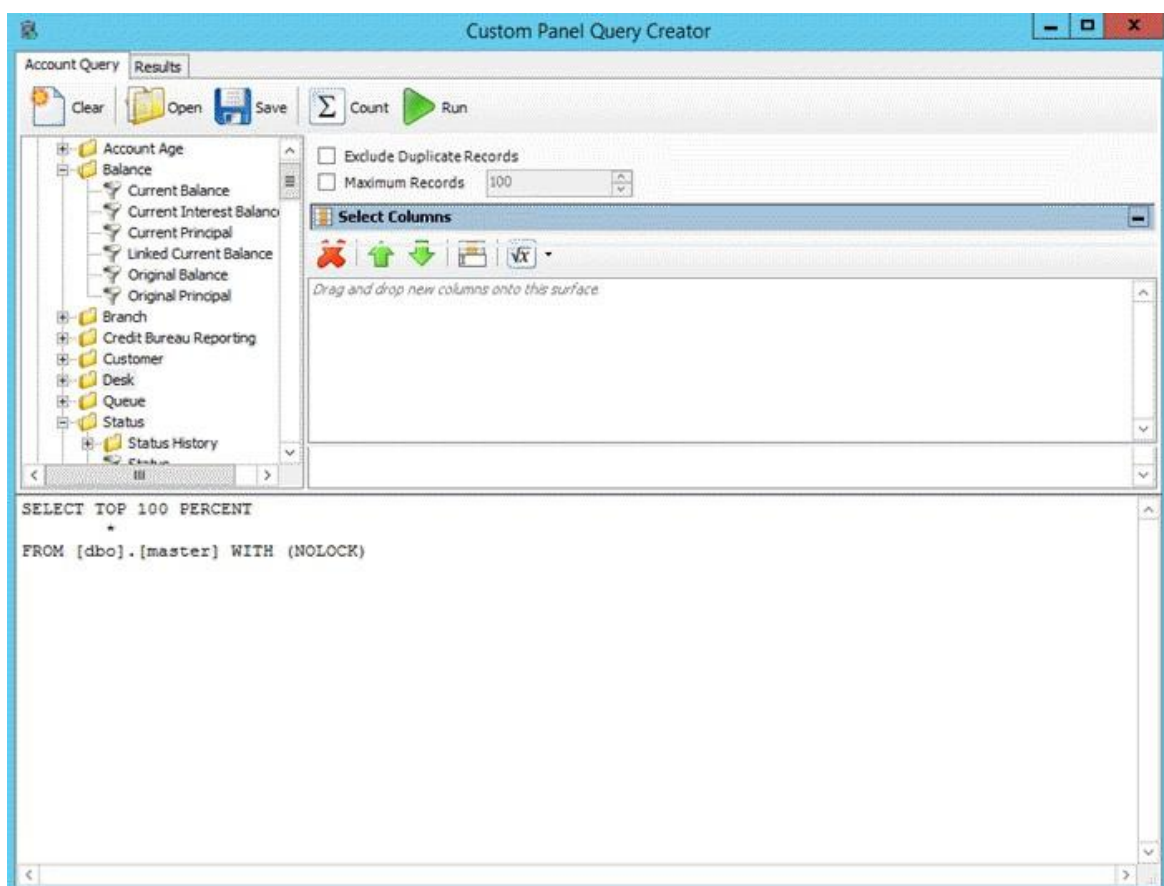 Custom Panel Query Creator
Account Query Results
Clear Open Save Σ Count Run
Account Age
Balance
Current Balance
Current Interest Balanc
Current Principal
Linked Current Balance
Original Balance
Original Principal
Branch
Credit Bureau Reporting
Customer
Desk
Queue
Status
Status History
Status
Exclude Duplicate Records
Maximum Records 100
Select Columns
√x
Drag and drop new columns onto this surface
SELECT TOP 100 PERCENT
*
FROM [dbo].[master] WITH (NOLOCK)